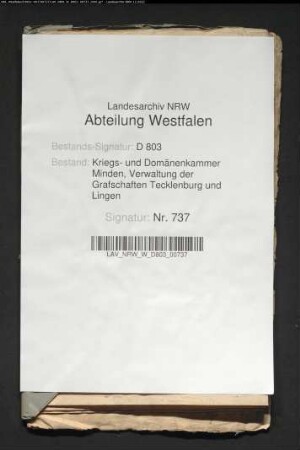 Landesarchiv NRW
Abteilung Westfalen
Bestands-Signatur: D 803
Bestand: Kriegs- und Domänenkammer
Minden, Verwaltung der
Grafschaften Tecklenburg und
Lingen
Signatur: Nr. 737
LAV_NRW_W_D803_00737